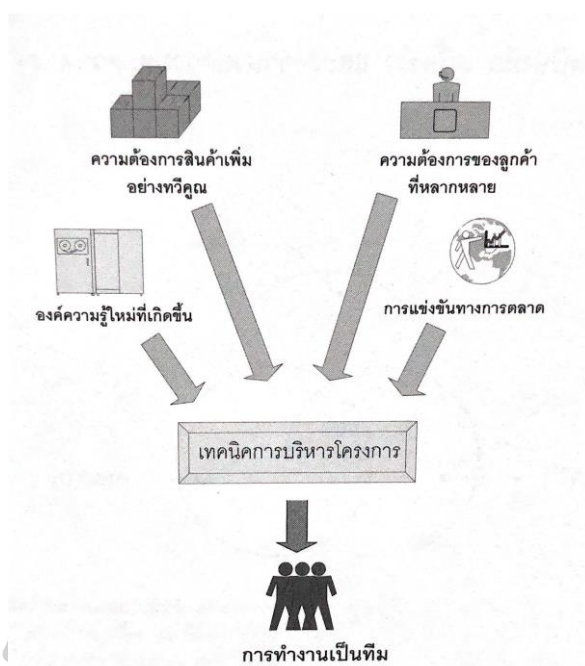 ความต้องการสินค้าเพิ่ม
อย่างทวีคูณ
ความต้องการของลูกค้า
ที่หลากหลาย
องค์ความรู้ใหม่ที่เกิดขึ้น
การแข่งขันทางการตลาด
เทคนิคการบริหารโครงการ
การทำงานเป็นทีม